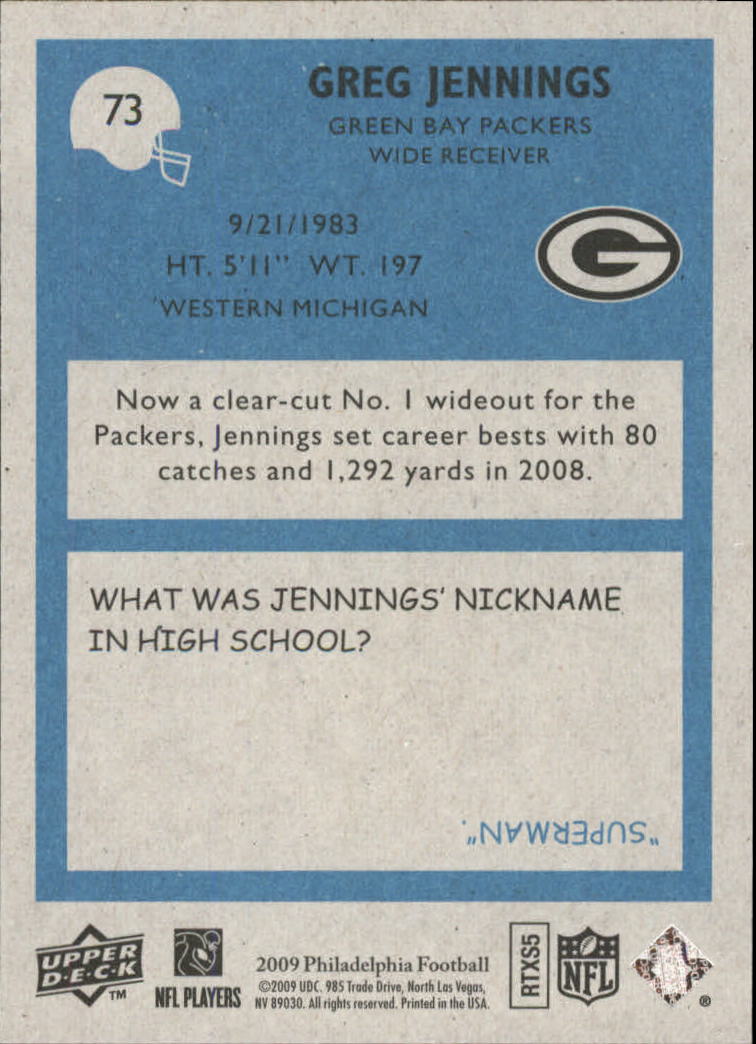 73
GREG JENNINGS
GREEN BAY PACKERS
WIDE RECEIVER
9/21/1983
HT. 5'11" WT. 197
WESTERN MICHIGAN
G
Now a clear-cut No. 1 wideout for the
Packers, Jennings set career bests with 80
catches and 1,292 yards in 2008.
WHAT WAS JENNINGS' NICKNAME
IN HIGH SCHOOL?
"SUPERMAN".
UPPER
D·E·C·K
TM
NFL PLAYERS
2009 Philadelphia Football
©2009 UDC. 985 Trade Drive, North Las Vegas,
NV 89030. All rights reserved. Printed in the USA.
RTXS5
NFL
®